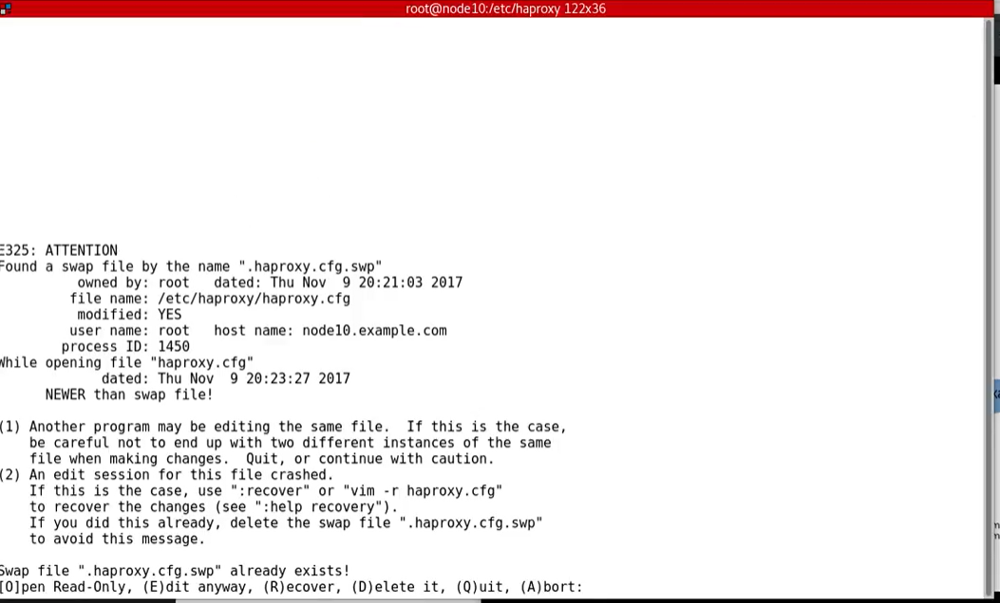 root@node10:/etc/haproxy 122x36
E325: ATTENTION
Found a swap file by the name ".haproxy.cfg.swp"
owned by: root   dated: Thu Nov  9 20:21:03 2017
file name: /etc/haproxy/haproxy.cfg
modified: YES
user name: root   host name: node10.example.com
process ID: 1450
While opening file "haproxy.cfg"
dated: Thu Nov  9 20:23:27 2017
NEWER than swap file!
(1) Another program may be editing the same file.  If this is the case,
be careful not to end up with two different instances of the same
file when making changes.  Quit, or continue with caution.
(2) An edit session for this file crashed.
If this is the case, use ":recover" or "vim -r haproxy.cfg"
to recover the changes (see ":help recovery").
If you did this already, delete the swap file ".haproxy.cfg.swp"
to avoid this message.
Swap file ".haproxy.cfg.swp" already exists!
[O]pen Read-Only, (E)dit anyway, (R)ecover, (D)elete it, (Q)uit, (A)bort: